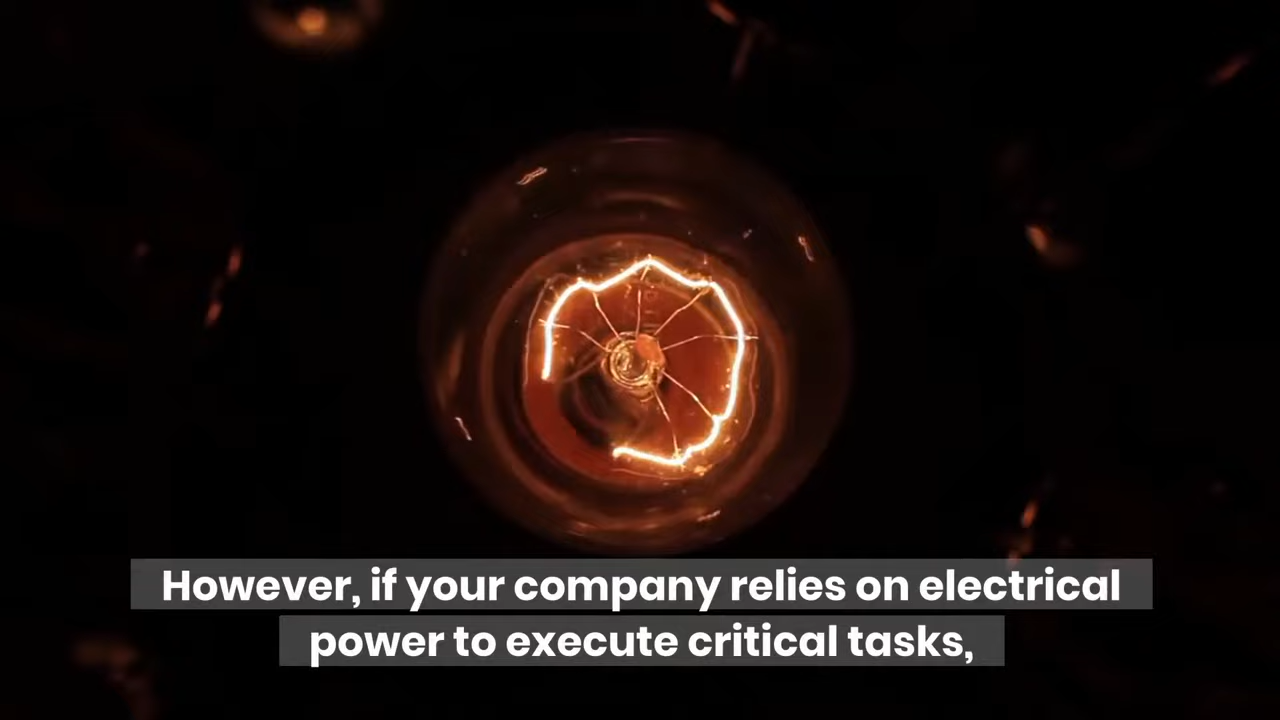 However, if your company relies on electrical
power to execute critical tasks,